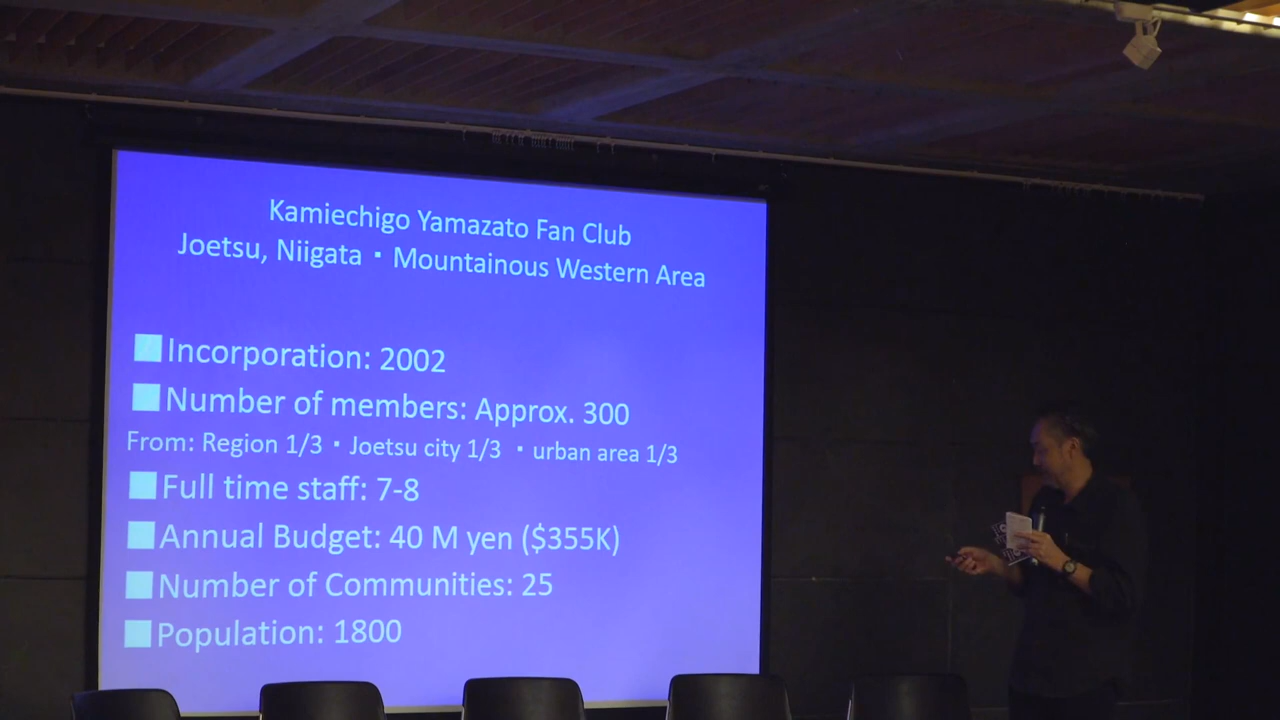 Kamiechigo Yamazato Fan Club
Joetsu, Niigata・Mountainous Western Area
■Incorporation: 2002
■Number of members: Approx. 300
From: Region 1/3・Joetsu city 1/3 ・urban area 1/3
■Full time staff: 7-8
■Annual Budget: 40 M yen ($355K)
■Number of Communities: 25
■Population: 1800